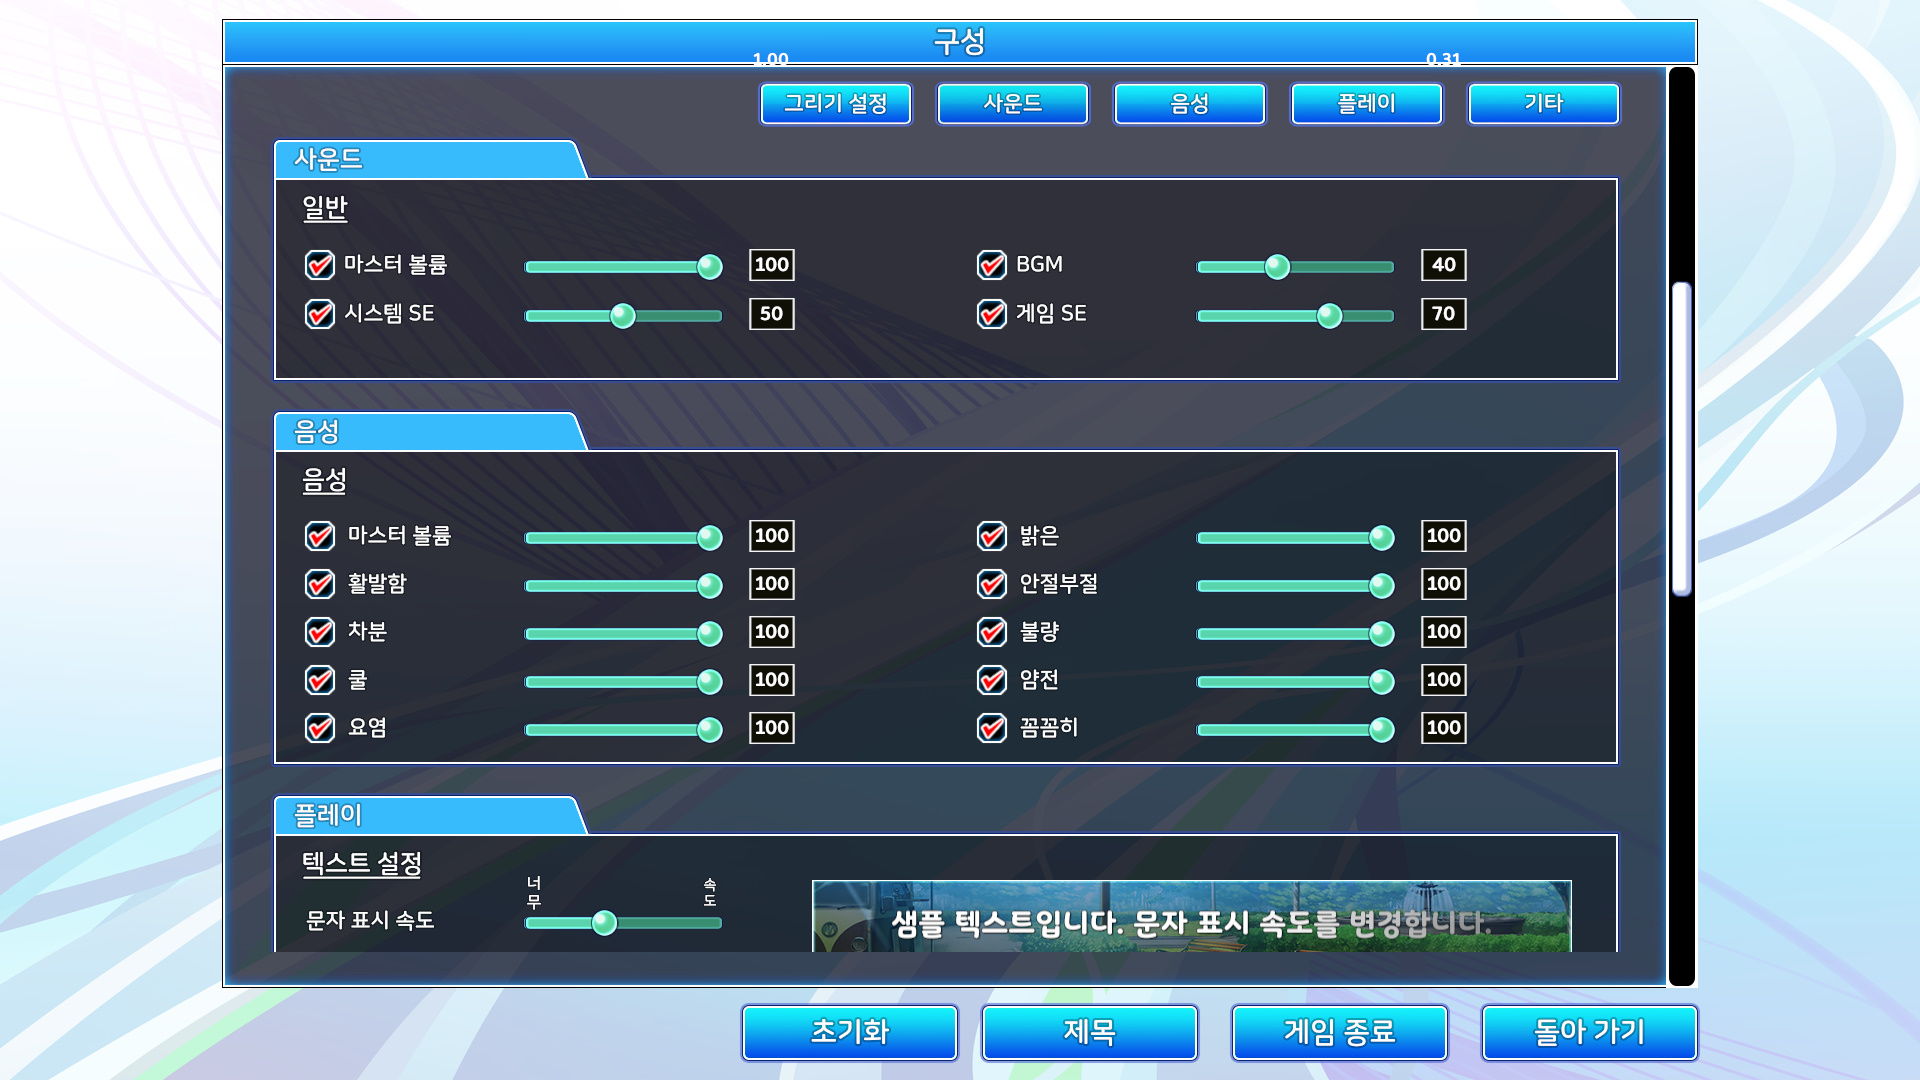 구성
1.00 0.31
그리기 설정 사운드 음성 플레이 기타
사운드
일반
마스터 볼륨 100 BGM 40
시스템 SE 50 게임 SE 70
음성
음성
마스터 볼륨 100 밝은 100
활발함 100 안절부절 100
차분 100 불량 100
쿨 100 얌전 100
요염 100 꼼꼼히 100
플레이
텍스트 설정
너무 속도
문자 표시 속도
샘플 텍스트입니다. 문자 표시 속도를 변경합니다.
초기화 제목 게임 종료 돌아 가기